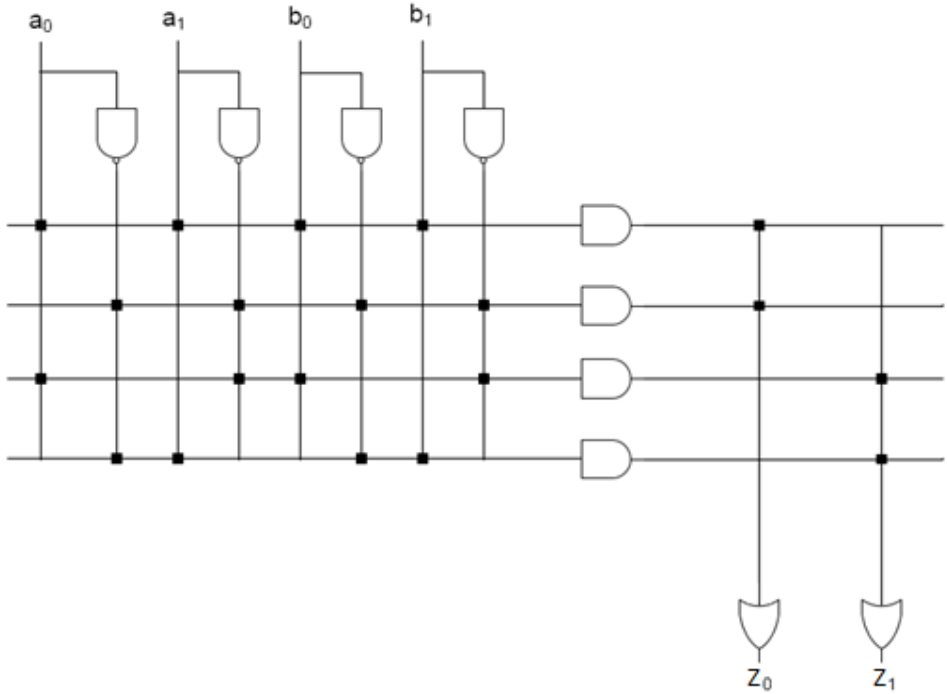 a₀ a₁ b₀ b₁
Z₀ Z₁